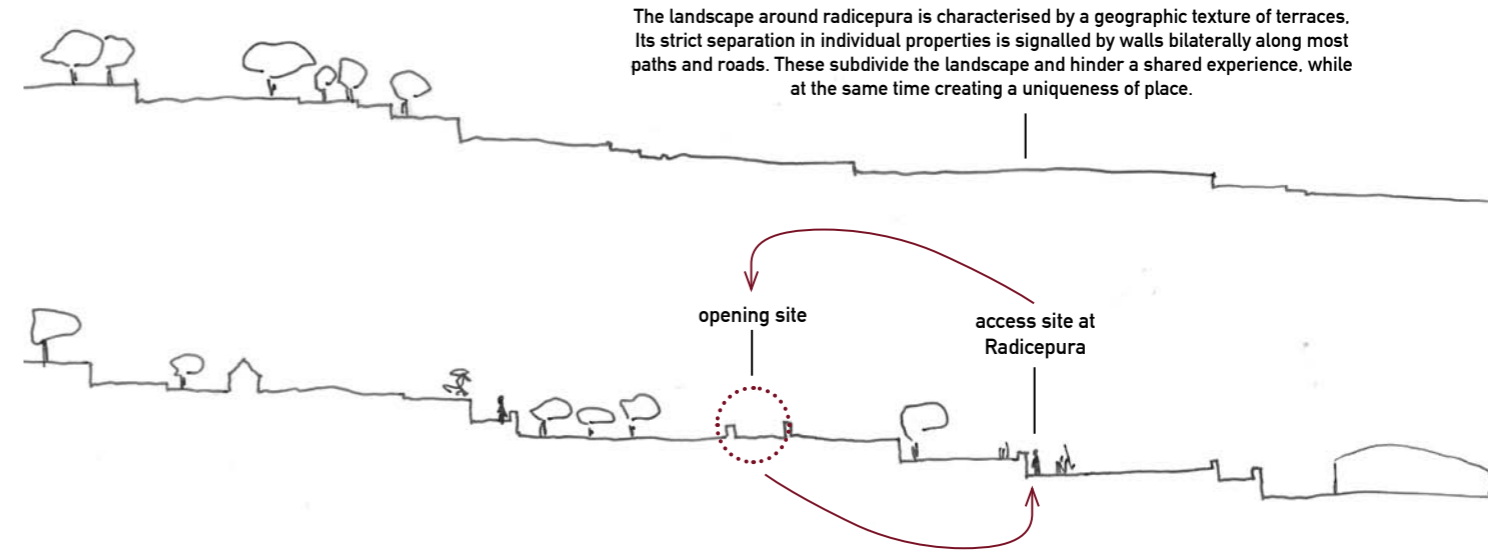 The landscape around radicepura is characterised by a geographic texture of terraces.
Its strict separation in individual properties is signalled by walls bilaterally along most
paths and roads. These subdivide the landscape and hinder a shared experience, while
at the same time creating a uniqueness of place.
opening site
access site at
Radicepura